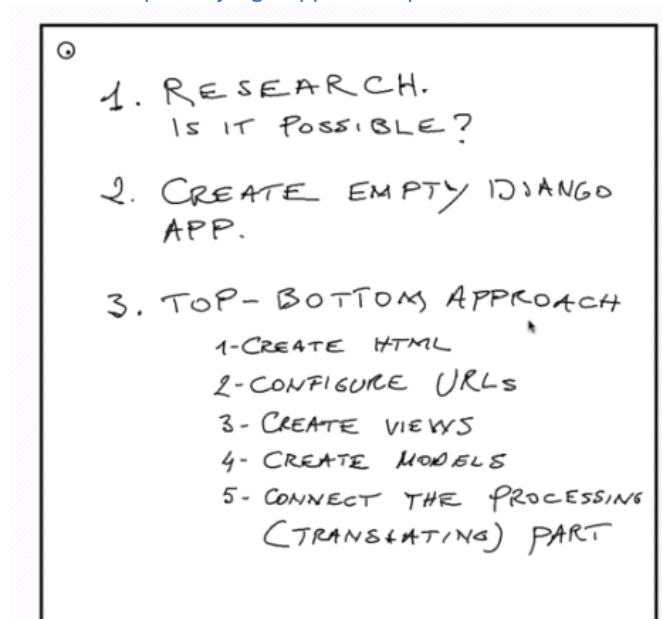 1. RESEARCH.
IS IT POSSIBLE?
2. CREATE EMPTY DJANGO
APP.
3. TOP-BOTTOM APPROACH
1-CREATE HTML
2-CONFIGURE URLs
3-CREATE VIEWS
4-CREATE MODELS
5-CONNECT THE PROCESSING
(TRANSLATING) PART